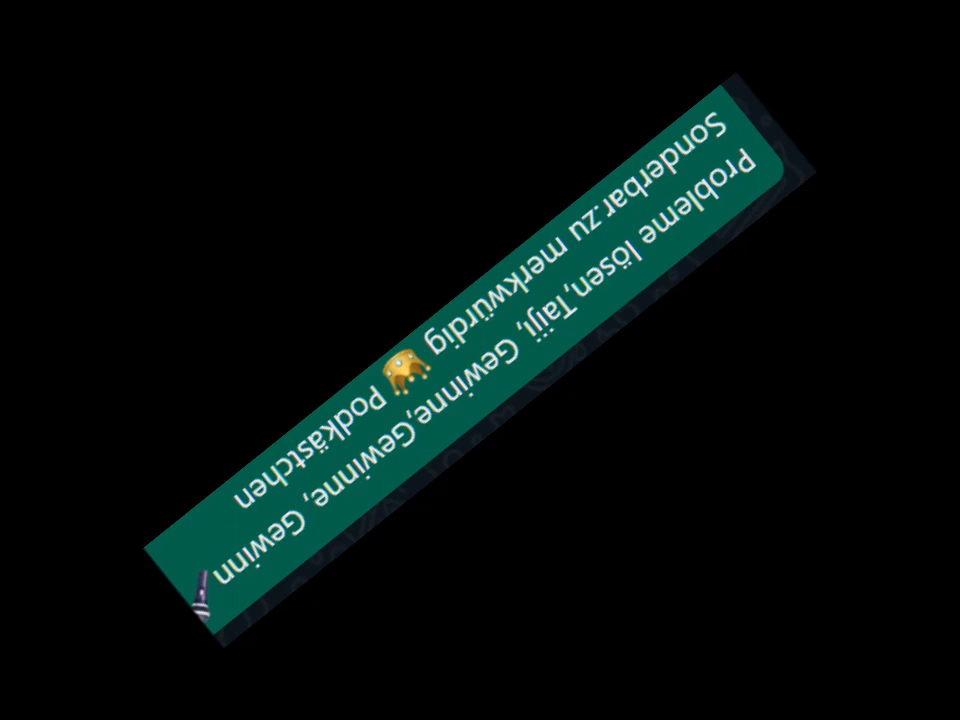 Probleme lösen,Taiji, Gewinne,Gewinne, Gewinn
Sonderbar.zu merkwürdig 👑 Podkästchen